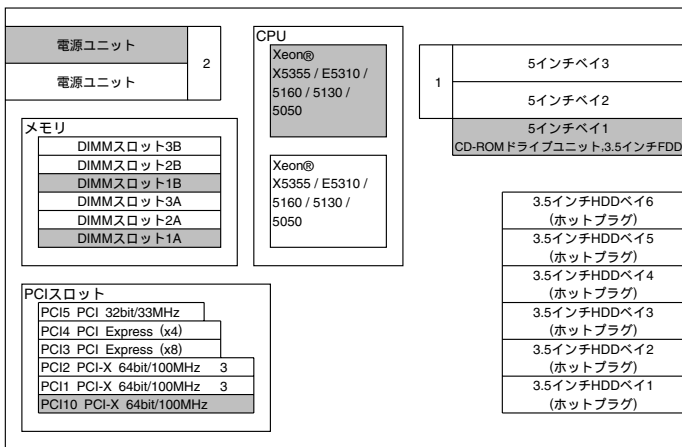 電源ユニット
電源ユニット
2
メモリ
DIMMスロット3B
DIMMスロット2B
DIMMスロット1B
DIMMスロット3A
DIMMスロット2A
DIMMスロット1A
PCIスロット
PCI5 PCI 32bit/33MHz
PCI4 PCI Express (x4)
PCI3 PCI Express (x8)
PCI2 PCI-X 64bit/100MHz 3
PCI1 PCI-X 64bit/100MHz 3
PCI10 PCI-X 64bit/100MHz
CPU
Xeon®
X5355 / E5310 /
5160 / 5130 /
5050
Xeon®
X5355 / E5310 /
5160 / 5130 /
5050
1
5インチベイ3
5インチベイ2
5インチベイ1
CD-ROMドライブユニット,3.5インチFDD
3.5インチHDDベイ6
(ホットプラグ)
3.5インチHDDベイ5
(ホットプラグ)
3.5インチHDDベイ4
(ホットプラグ)
3.5インチHDDベイ3
(ホットプラグ)
3.5インチHDDベイ2
(ホットプラグ)
3.5インチHDDベイ1
(ホットプラグ)